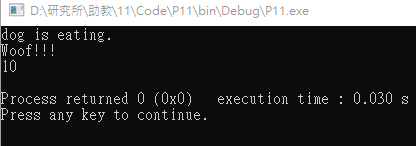 D:\研究所\助教\11\Code\P11\bin\Debug\P11.exe
dog is eating.
Woof!!!
10
Process returned 0 (0x0)   execution time : 0.030 s
Press any key to continue.